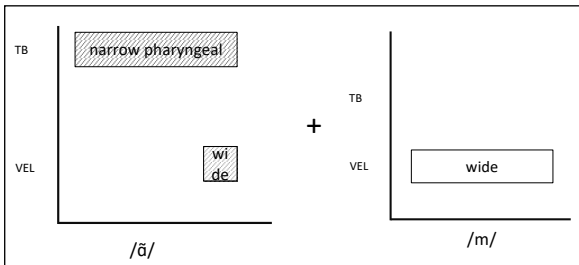 TB
narrow pharyngeal
VEL
wi
de
/ɑ̃/
+
TB
VEL
wide
/m/